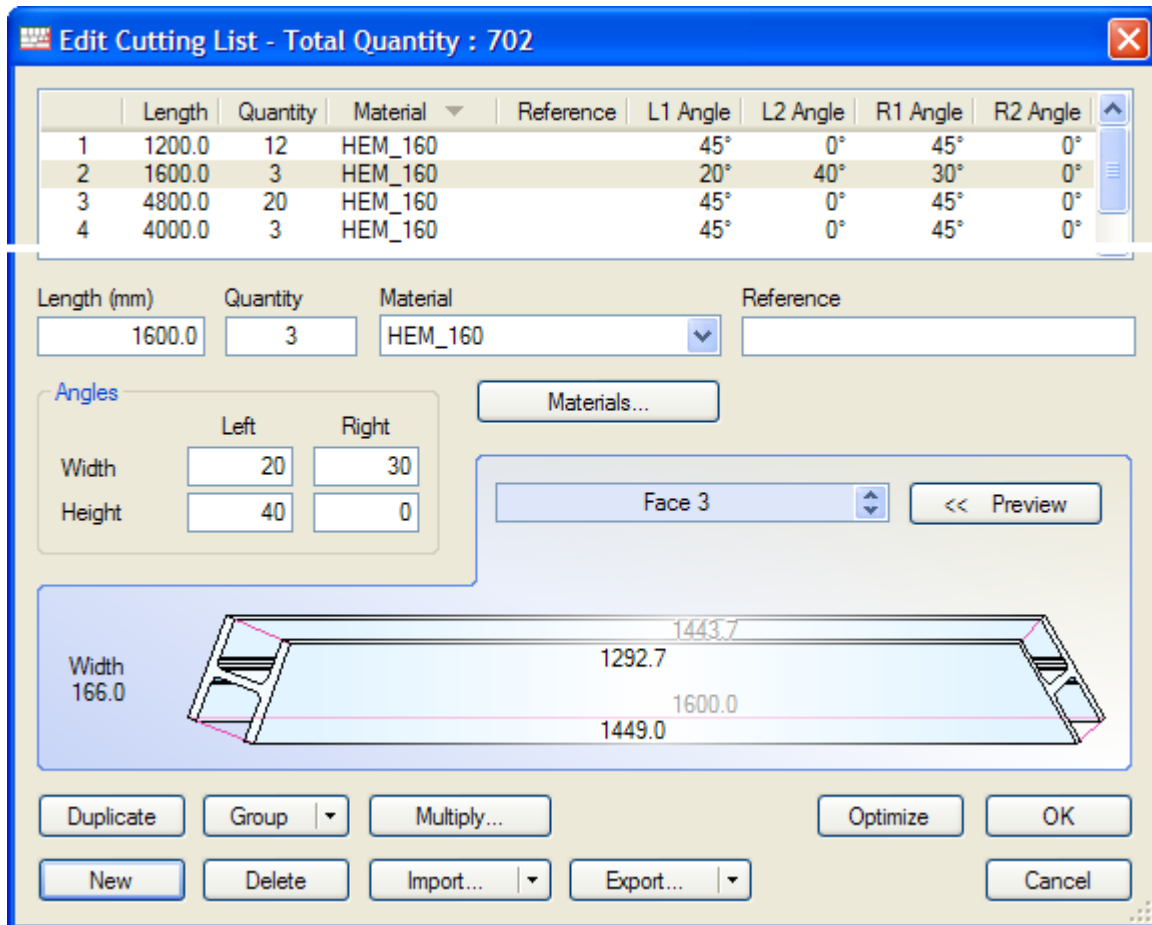 Edit Cutting List - Total Quantity : 702
Length Quantity Material Reference L1 Angle L2 Angle R1 Angle R2 Angle
1 1200.0 12 HEM_160 45° 0° 45° 0°
2 1600.0 3 HEM_160 20° 40° 30° 0°
3 4800.0 20 HEM_160 45° 0° 45° 0°
4 4000.0 3 HEM_160 45° 0° 45° 0°
Length (mm) Quantity Material Reference
1600.0 3 HEM_160
Angles
Left Right
Width 20 30
Height 40 0
Materials...
Face 3 << Preview
Width
166.0
1443.7
1292.7
1600.0
1449.0
Duplicate Group Multiply... Optimize OK
New Delete Import... Export... Cancel